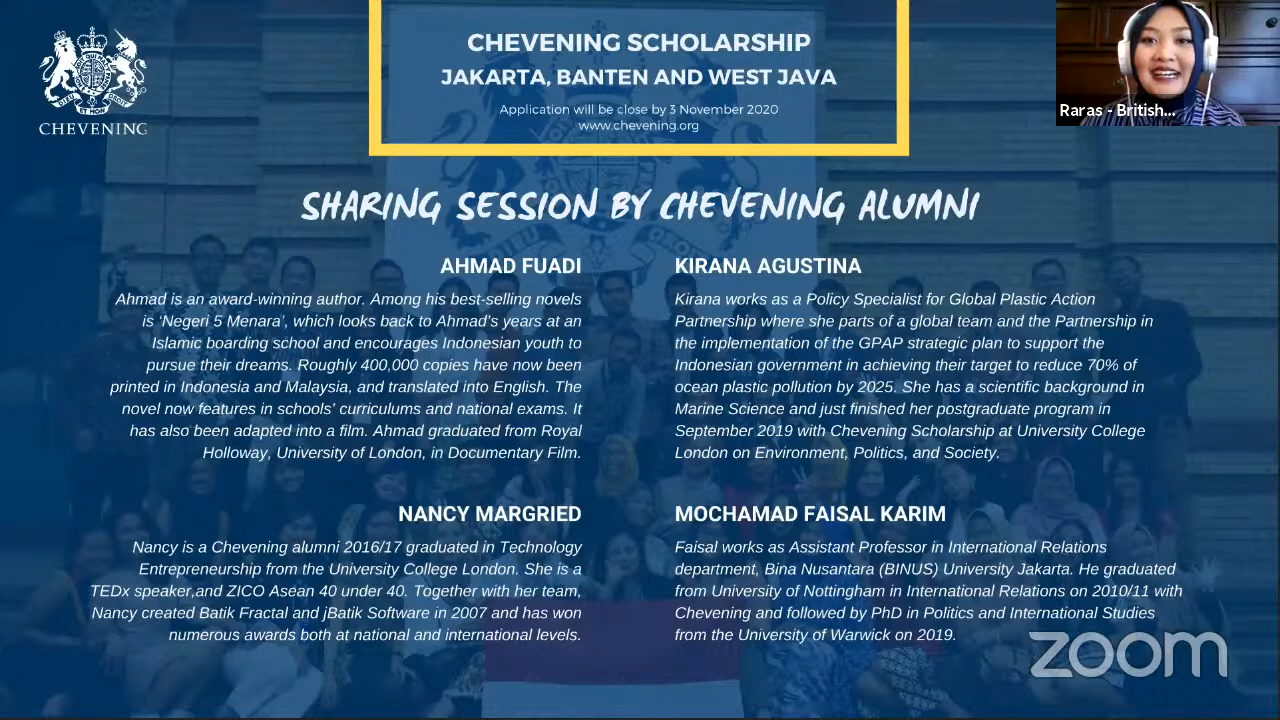 CHEVENING
CHEVENING SCHOLARSHIP
JAKARTA, BANTEN AND WEST JAVA
Application will be close by 3 November 2020
www.chevening.org
Raras - British...
SHARING SESSION BY CHEVENING ALUMNI
AHMAD FUADI
Ahmad is an award-winning author. Among his best-selling novels
is ‘Negeri 5 Menara’, which looks back to Ahmad’s years at an
Islamic boarding school and encourages Indonesian youth to
pursue their dreams. Roughly 400,000 copies have now been
printed in Indonesia and Malaysia, and translated into English. The
novel now features in schools’ curriculums and national exams. It
has also been adapted into a film. Ahmad graduated from Royal
Holloway, University of London, in Documentary Film.
KIRANA AGUSTINA
Kirana works as a Policy Specialist for Global Plastic Action
Partnership where she parts of a global team and the Partnership in
the implementation of the GPAP strategic plan to support the
Indonesian government in achieving their target to reduce 70% of
ocean plastic pollution by 2025. She has a scientific background in
Marine Science and just finished her postgraduate program in
September 2019 with Chevening Scholarship at University College
London on Environment, Politics, and Society.
NANCY MARGRIED
Nancy is a Chevening alumni 2016/17 graduated in Technology
Entrepreneurship from the University College London. She is a
TEDx speaker,and ZICO Asean 40 under 40. Together with her team,
Nancy created Batik Fractal and jBatik Software in 2007 and has won
numerous awards both at national and international levels.
MOCHAMAD FAISAL KARIM
Faisal works as Assistant Professor in International Relations
department, Bina Nusantara (BINUS) University Jakarta. He graduated
from University of Nottingham in International Relations on 2010/11 with
Chevening and followed by PhD in Politics and International Studies
from the University of Warwick on 2019.
zoom